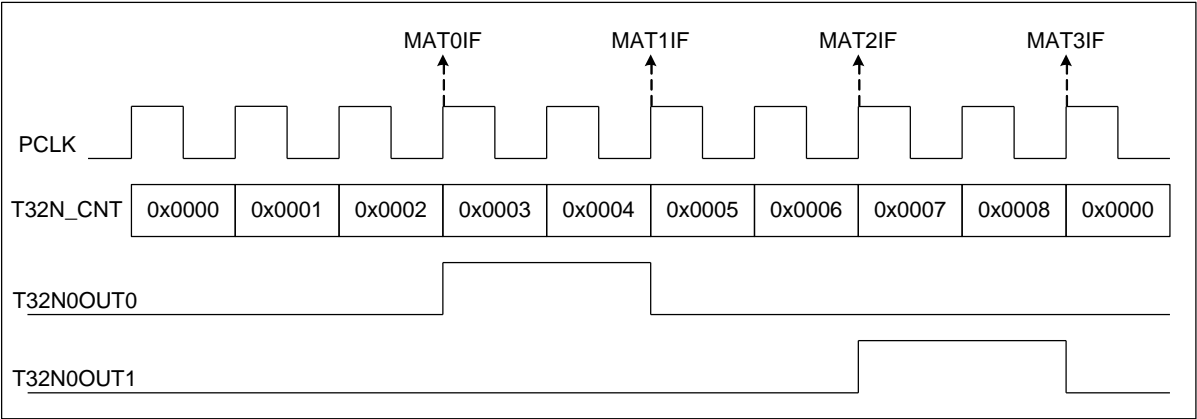 MAT0IF MAT1IF MAT2IF MAT3IF
PCLK
T32N_CNT 0x0000 0x0001 0x0002 0x0003 0x0004 0x0005 0x0006 0x0007 0x0008 0x0000
T32N0OUT0
T32N0OUT1